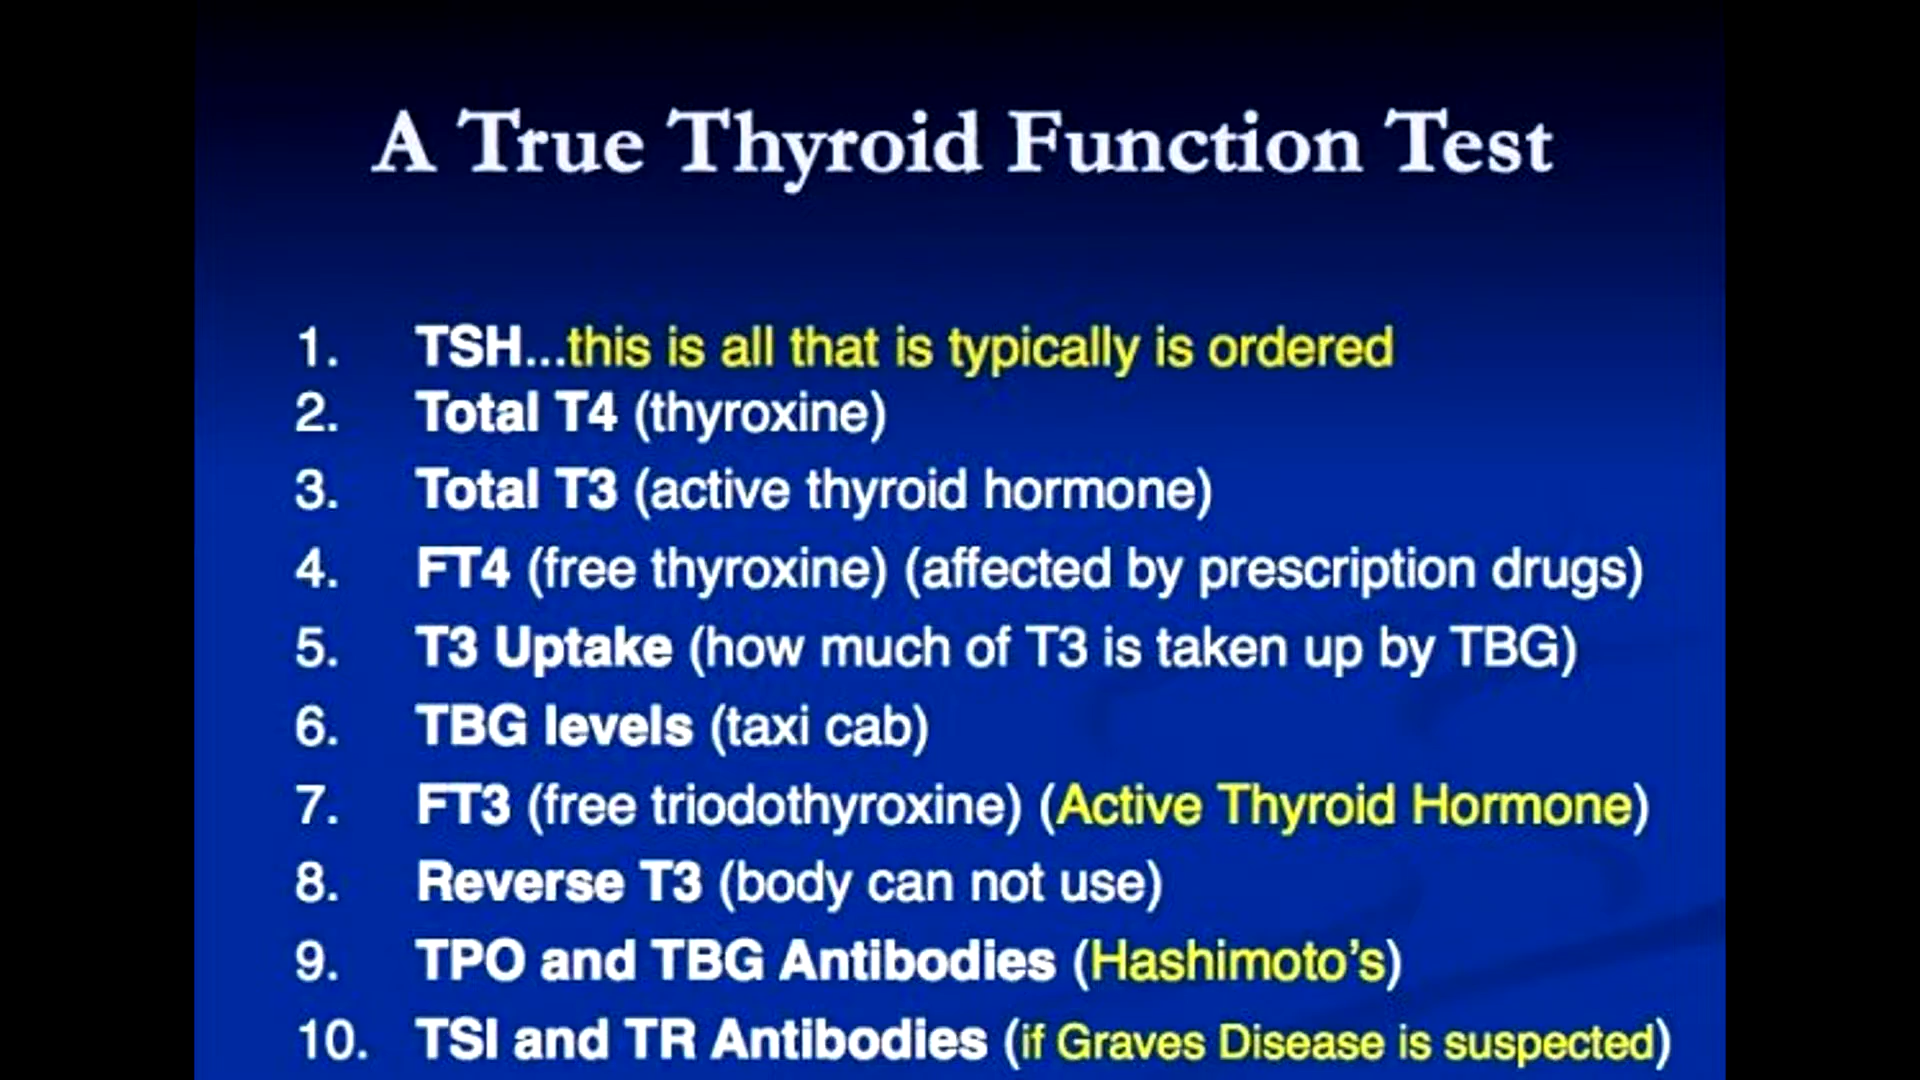 A True Thyroid Function Test
1. TSH...this is all that is typically is ordered
2. Total T4 (thyroxine)
3. Total T3 (active thyroid hormone)
4. FT4 (free thyroxine) (affected by prescription drugs)
5. T3 Uptake (how much of T3 is taken up by TBG)
6. TBG levels (taxi cab)
7. FT3 (free triodothyroxine) (Active Thyroid Hormone)
8. Reverse T3 (body can not use)
9. TPO and TBG Antibodies (Hashimoto’s)
10. TSI and TR Antibodies (if Graves Disease is suspected)